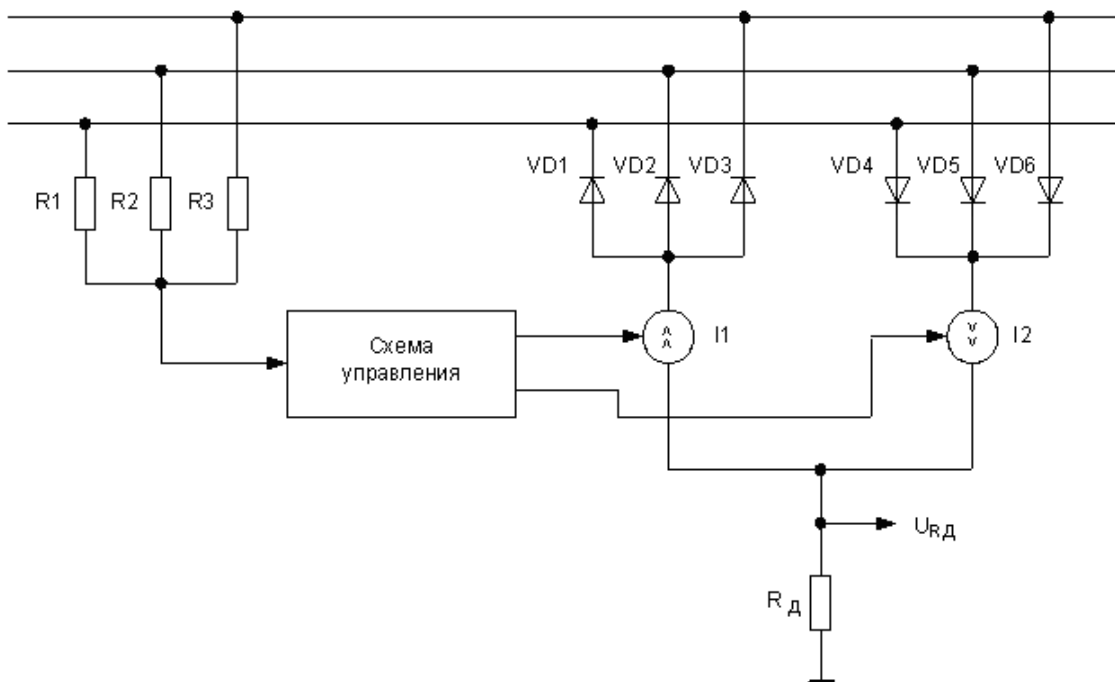 VD1
VD2
VD3
VD4
VD5
VD6
R1
R2
R3
Схема
управления
I1
I2
URД
RД